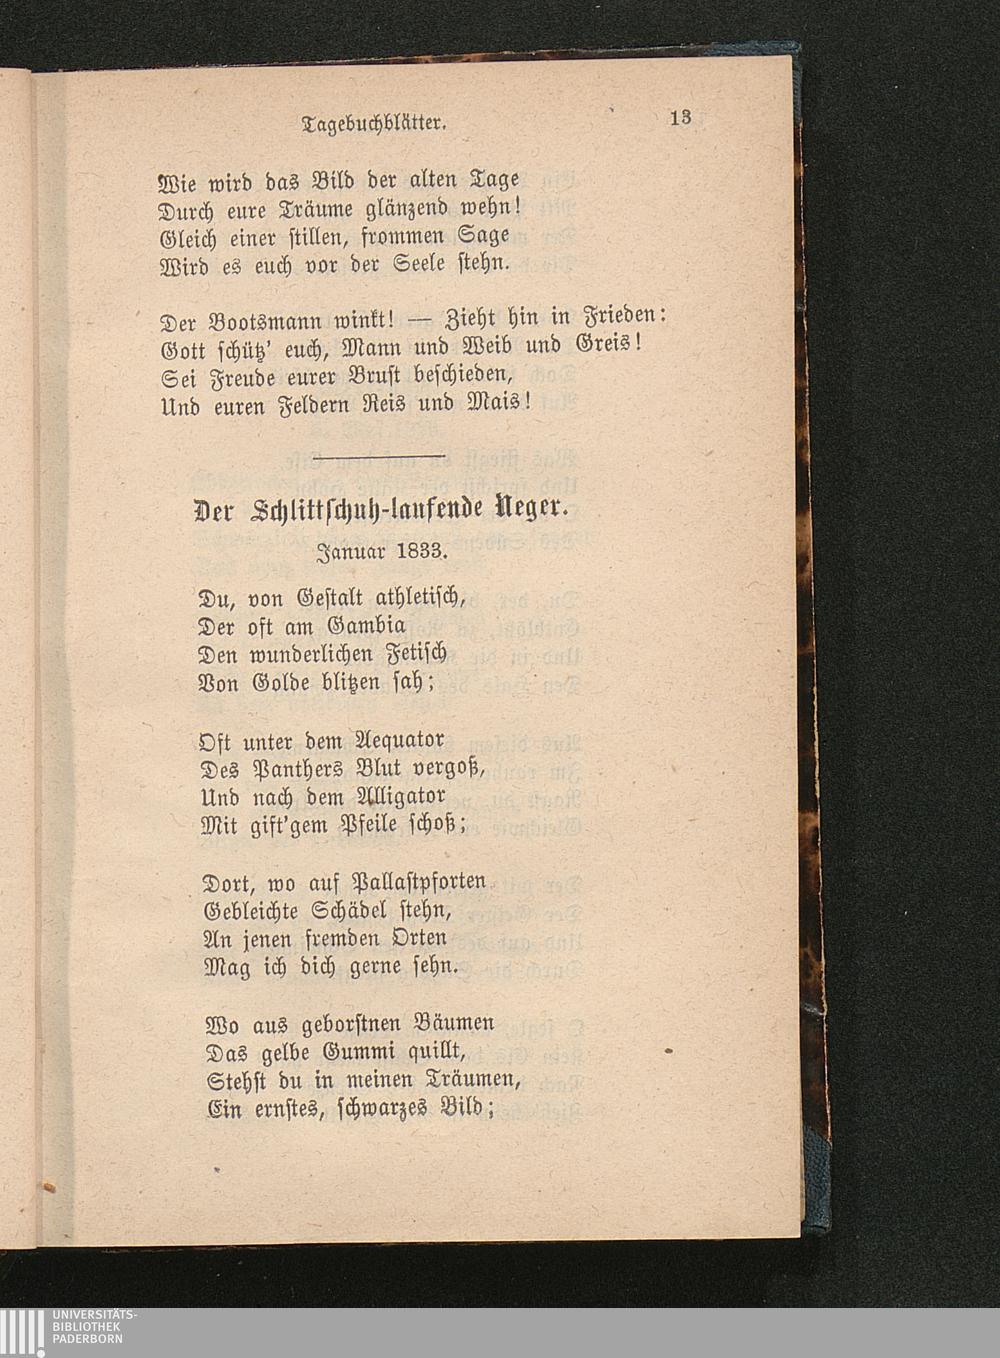 Tagebuchblätter. 13
Wie wird das Bild der alten Tage
Durch eure Träume glänzend wehn!
Gleich einer stillen, frommen Sage
Wird es euch vor der Seele stehn.
Der Bootsmann winkt! — Zieht hin in Frieden:
Gott schütz' euch, Mann und Weib und Greis!
Sei Freude eurer Brust beschieden,
Und euren Feldern Reis und Mais!
Der Schlittschuh-laufende Neger.
Januar 1833.
Du, von Gestalt athletisch,
Der oft am Gambia
Den wunderlichen Fetisch
Von Golde blitzen sah;
Oft unter dem Aequator
Des Panthers Blut vergoß,
Und nach dem Alligator
Mit gift'gem Pfeile schoß;
Dort, wo auf Pallastpforten
Gebleichte Schädel stehn,
An jenen fremden Orten
Mag ich dich gerne sehn.
Wo aus geborstnen Bäumen
Das gelbe Gummi quillt,
Stehst du in meinen Träumen,
Ein ernstes, schwarzes Bild;
UNIVERSITÄTS-
BIBLIOTHEK
PADERBORN